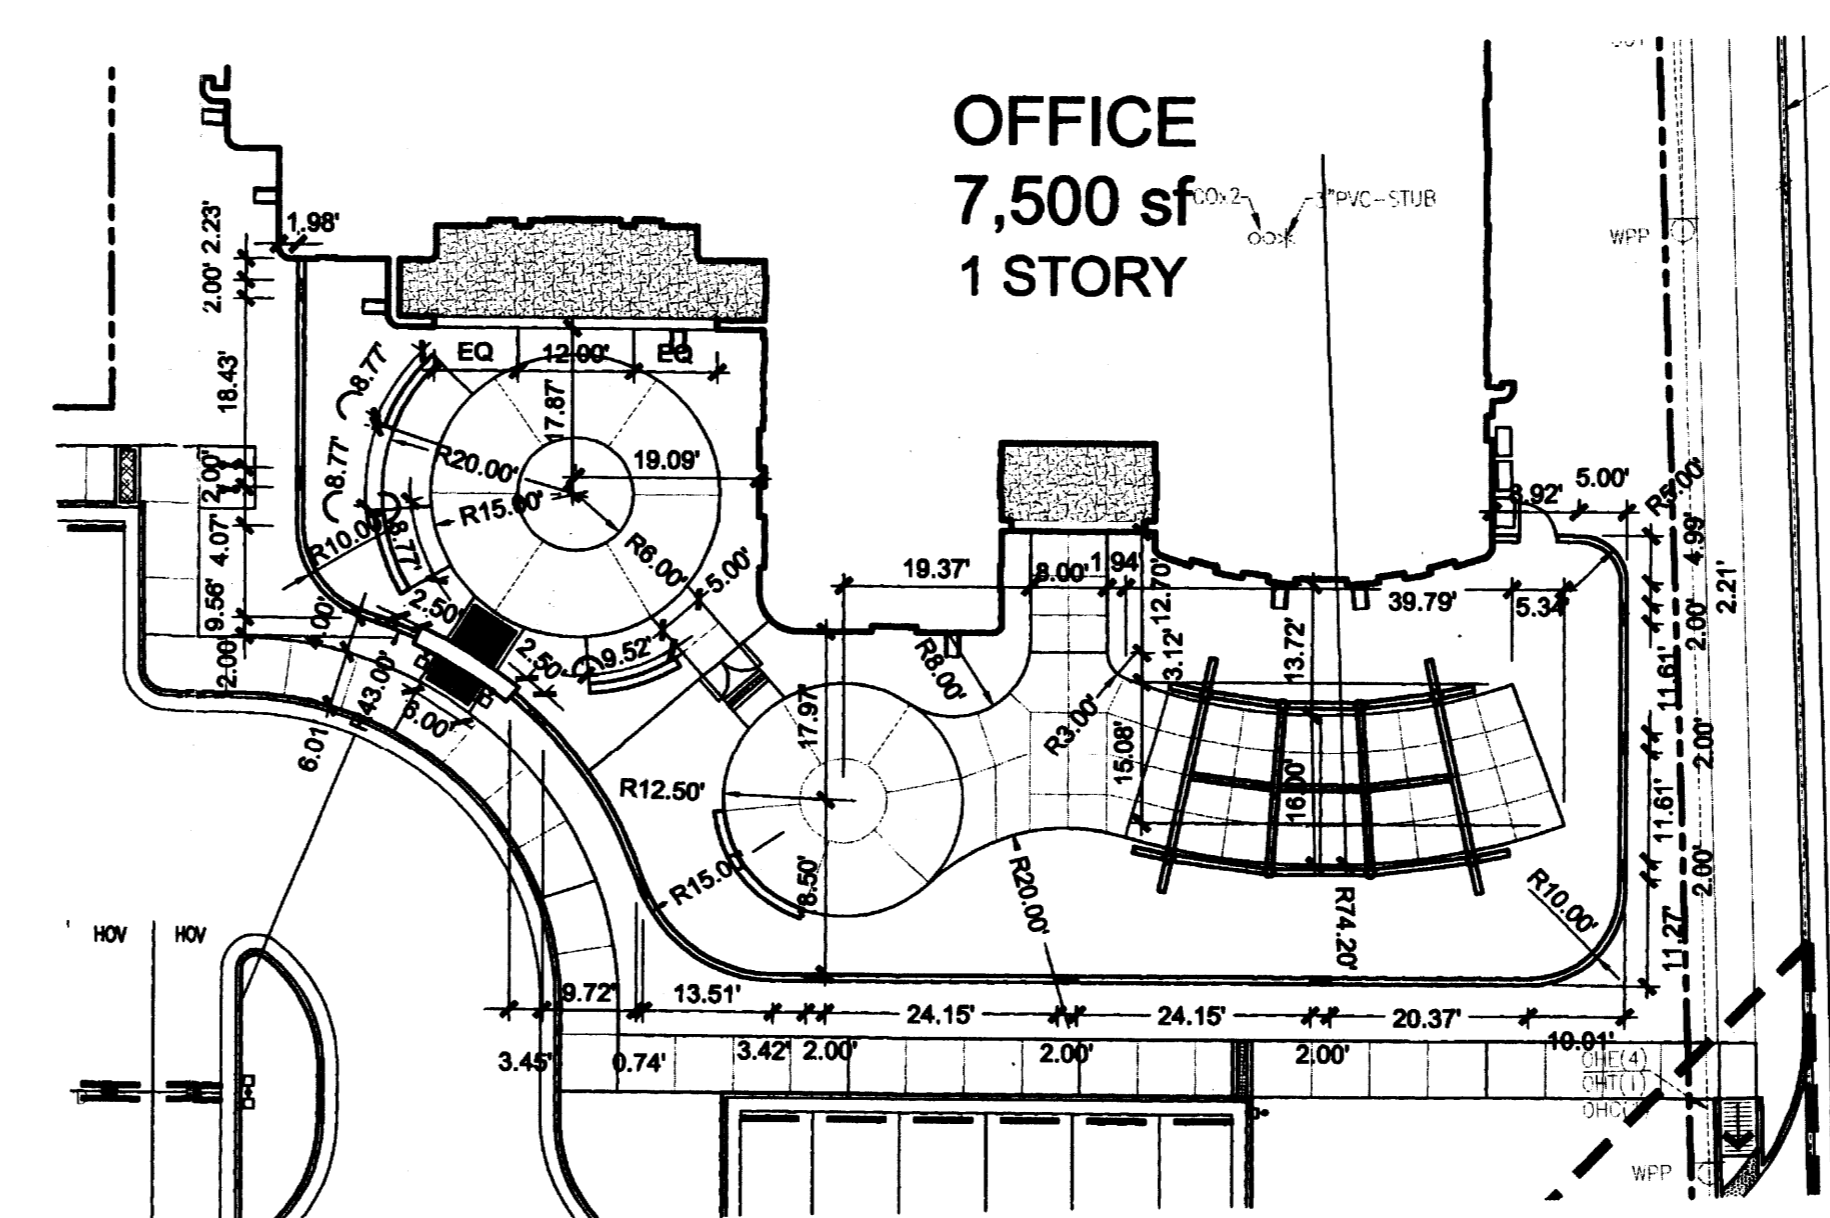 OFFICE
7,500 sf
1 STORY
COx2
3"PVC-STUB
WPP
1.98'
2.23'
2.00'
18.43'
2.00'
4.07'
9.56'
2.00'
EQ
12.00'
EQ
8.77'
8.77'
8.77'
17.87'
R20.00'
19.09'
R15.00'
R10.00'
R6.00'
5.00'
2.50'
2.50'
9.52'
43.00'
6.00'
6.01'
19.37'
8.00'
1.94'
12.70'
3.12'
13.72'
39.79'
5.34'
3.92'
5.00'
4.99'
2.00'
2.21'
11.61'
2.00'
11.61'
2.00'
11.27'
R8.00'
R3.00'
15.08'
16.00'
17.97'
R12.50'
R15.00'
8.50'
R20.00'
R74.20'
R10.00'
HOV
HOV
9.72'
13.51'
24.15'
24.15'
20.37'
10.01'
3.45'
0.74'
3.42'
2.00'
2.00'
2.00'
OHE(4)
OHT(1)
WPP